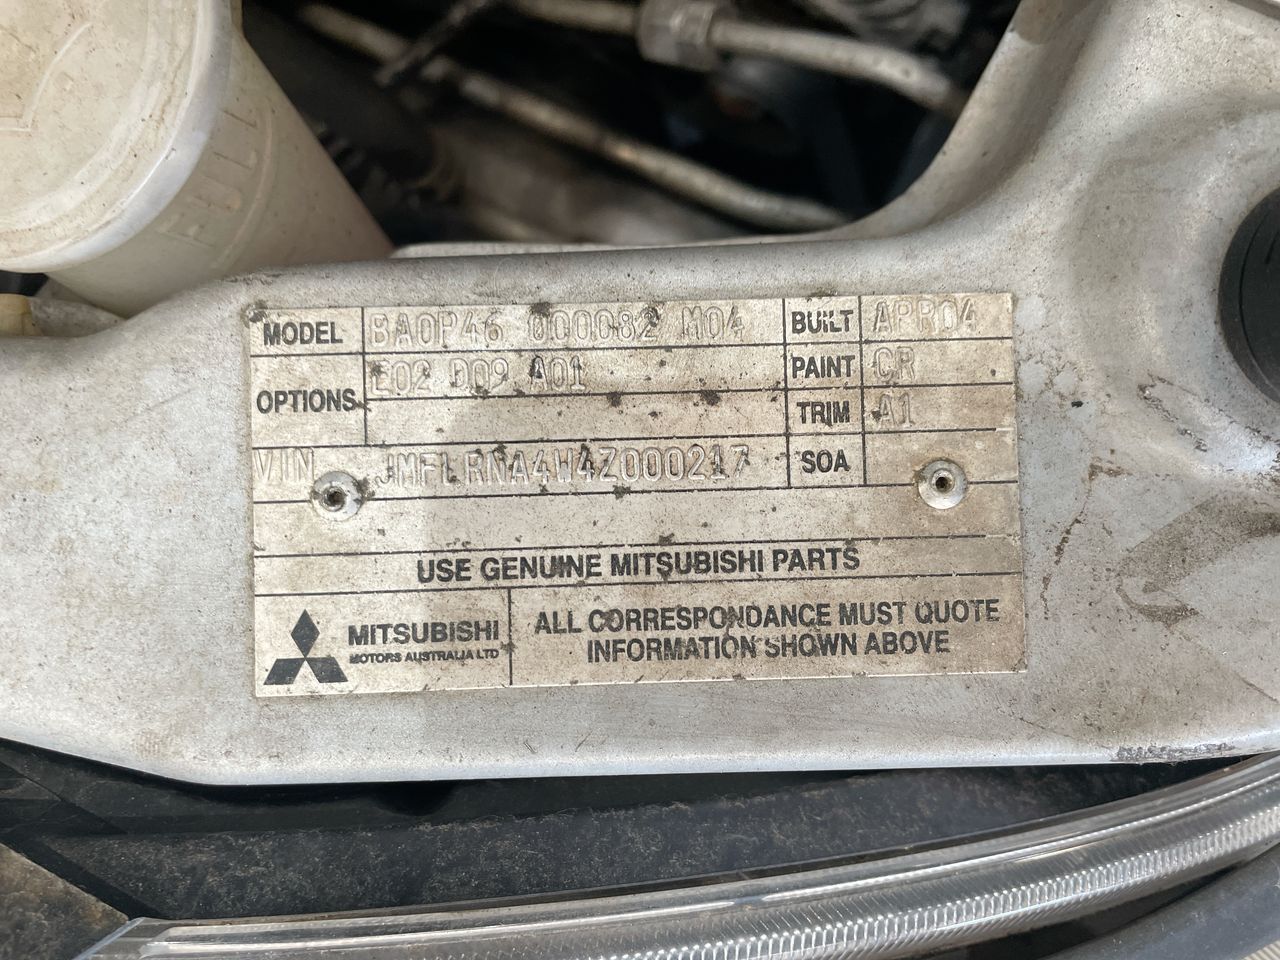 FULL
MODEL BA0P46 000082 M04 BUILT APR04
OPTIONS E02 D09 A01 PAINT CR
TRIM A1
VIN JMFLRNA4W4Z000217 SOA
USE GENUINE MITSUBISHI PARTS
MITSUBISHI
MOTORS AUSTRALIA LTD
ALL CORRESPONDANCE MUST QUOTE
INFORMATION SHOWN ABOVE